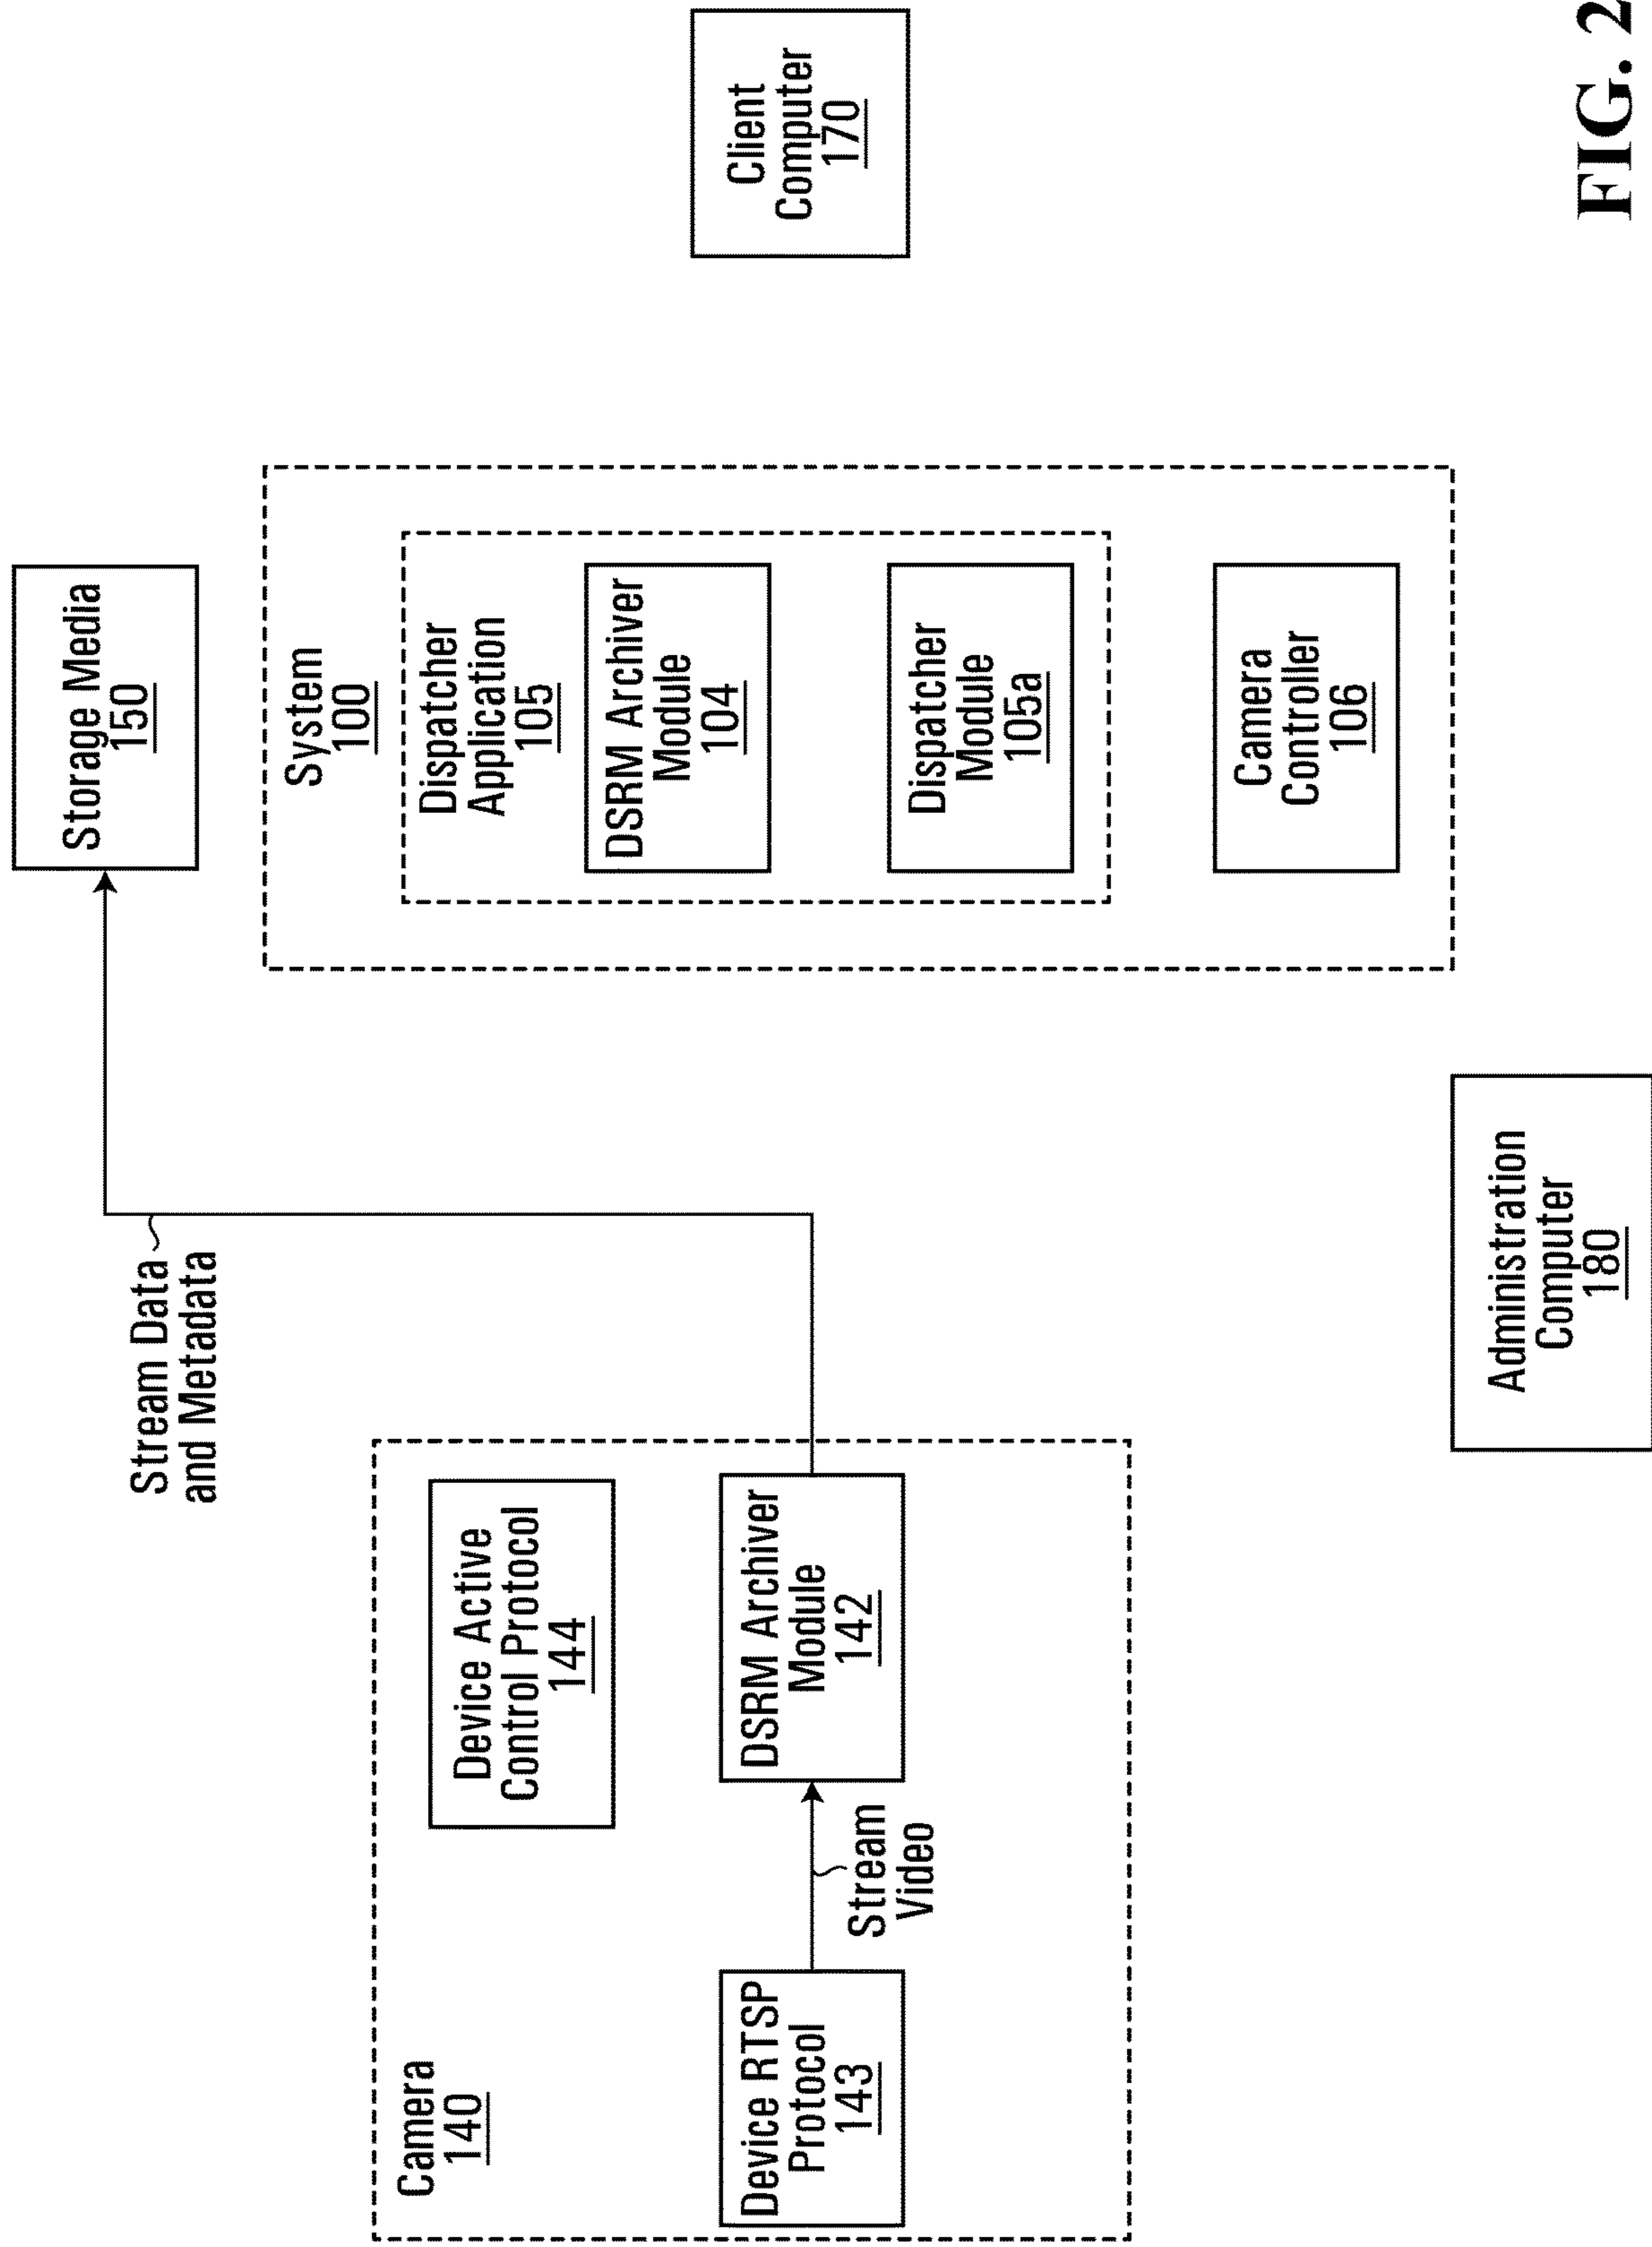 Camera
140
Device RTSP
Protocol
143
Stream
Video
Device Active
Control Protocol
144
DSRM Archiver
Module
142
Stream Data
and Metadata
Storage Media
150
System
100
Dispatcher
Application
105
DSRM Archiver
Module
104
Dispatcher
Module
105a
Camera
Controller
106
Administration
Computer
180
Client
Computer
170
FIG. 2